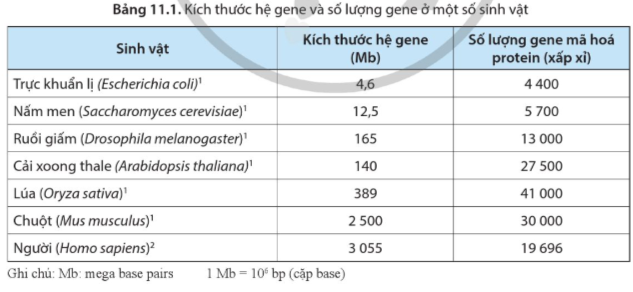 Bảng 11.1. Kích thước hệ gene và số lượng gene ở một số sinh vật
Sinh vật Kích thước hệ gene (Mb) Số lượng gene mã hoá protein (xấp xỉ)
Trực khuẩn lị (Escherichia coli)¹ 4,6 4 400
Nấm men (Saccharomyces cerevisiae)¹ 12,5 5 700
Ruồi giấm (Drosophila melanogaster)¹ 165 13 000
Cải xoong thale (Arabidopsis thaliana)¹ 140 27 500
Lúa (Oryza sativa)¹ 389 41 000
Chuột (Mus musculus)¹ 2 500 30 000
Người (Homo sapiens)² 3 055 19 696
Ghi chú: Mb: mega base pairs 1 Mb = 10⁶ bp (cặp base)